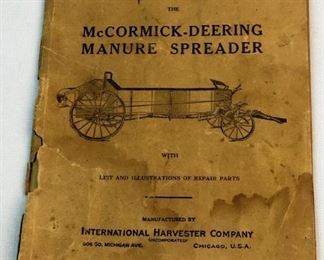 THE
McCORMICK-DEERING
MANURE SPREADER
WITH
LIST AND ILLUSTRATIONS OF REPAIR PARTS
MANUFACTURED BY
INTERNATIONAL HARVESTER COMPANY
(INCORPORATED)
606 SO. MICHIGAN AVE. CHICAGO, U.S.A.